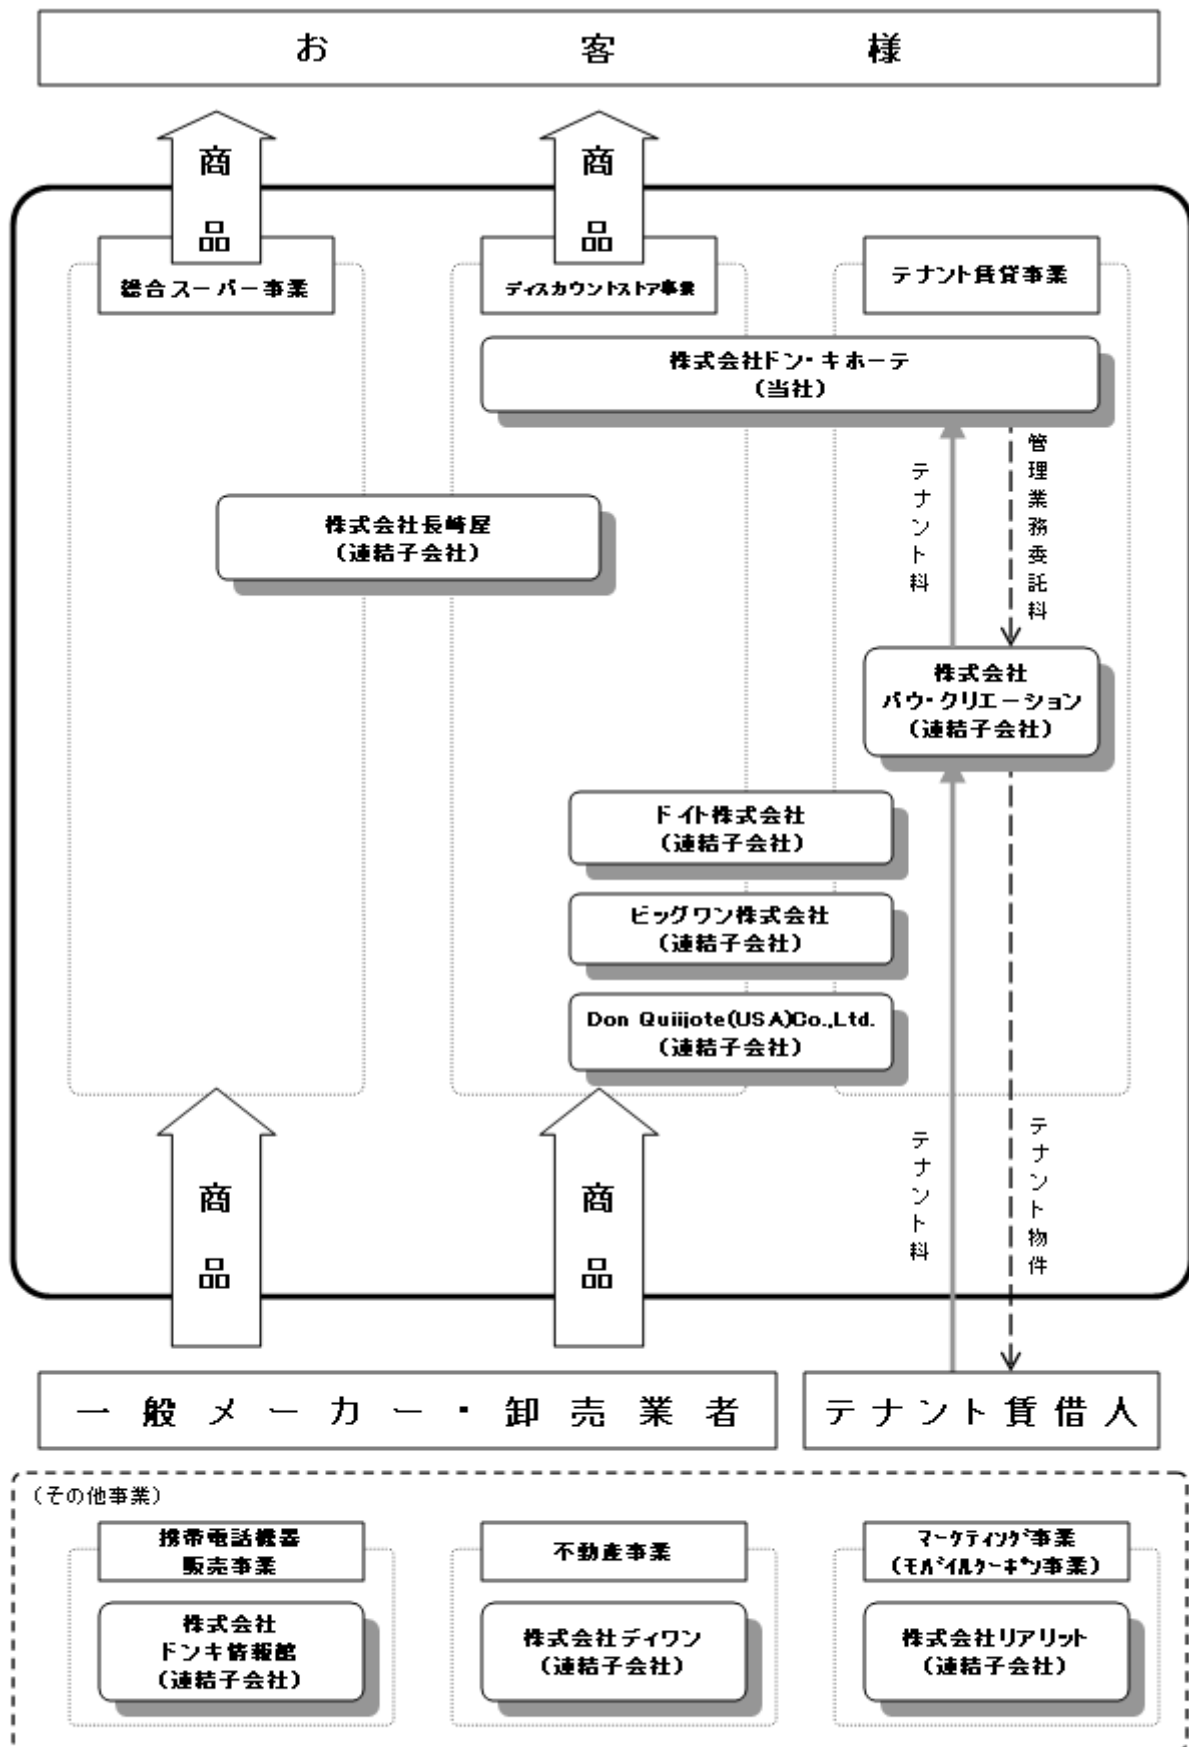 お客様
商品
商品
総合スーパー事業
ディスカウントストア事業
テナント賃貸事業
株式会社ドン・キホーテ
(当社)
テナント料
管理業務委託料
株式会社長崎屋
(連結子会社)
株式会社
パウ・クリエーション
(連結子会社)
ドイト株式会社
(連結子会社)
ビッグワン株式会社
(連結子会社)
Don Quiijote(USA)Co.,Ltd.
(連結子会社)
商品
商品
テナント料
テナント物件
一般メーカー・卸売業者
テナント賃借人
(その他事業)
携帯電話機器
販売事業
不動産事業
マーケティング事業
(モバイルクーポン事業)
株式会社
ドンキ情報館
(連結子会社)
株式会社ディワン
(連結子会社)
株式会社リアリット
(連結子会社)